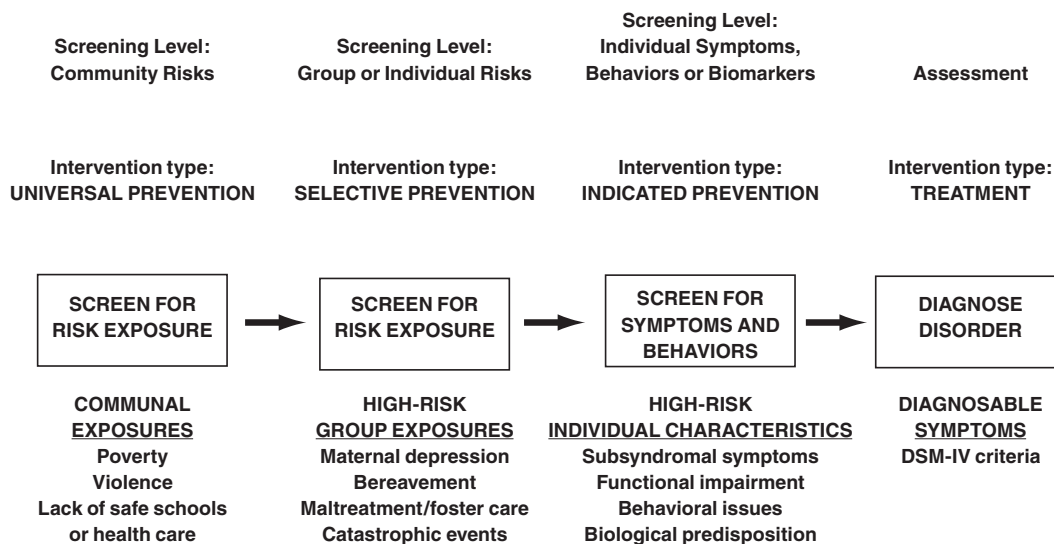 Screening Level:
Community Risks
Screening Level:
Group or Individual Risks
Screening Level:
Individual Symptoms,
Behaviors or Biomarkers
Assessment
Intervention type:
UNIVERSAL PREVENTION
Intervention type:
SELECTIVE PREVENTION
Intervention type:
INDICATED PREVENTION
Intervention type:
TREATMENT
SCREEN FOR
RISK EXPOSURE
SCREEN FOR
RISK EXPOSURE
SCREEN FOR
SYMPTOMS AND
BEHAVIORS
DIAGNOSE
DISORDER
COMMUNAL
EXPOSURES
Poverty
Violence
Lack of safe schools
or health care
HIGH-RISK
GROUP EXPOSURES
Maternal depression
Bereavement
Maltreatment/foster care
Catastrophic events
HIGH-RISK
INDIVIDUAL CHARACTERISTICS
Subsyndromal symptoms
Functional impairment
Behavioral issues
Biological predisposition
DIAGNOSABLE
SYMPTOMS
DSM-IV criteria